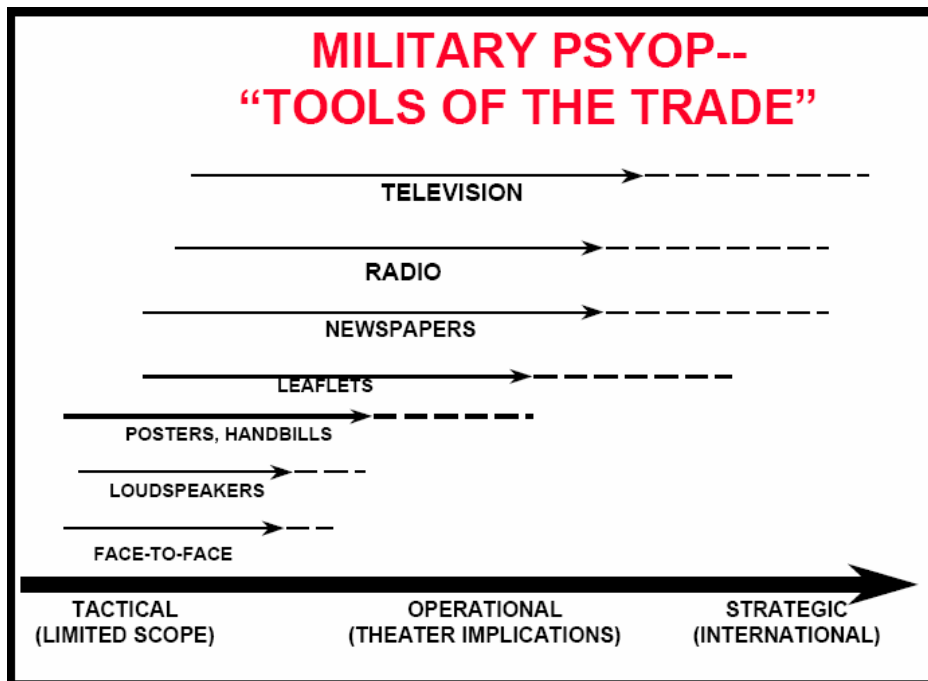 MILITARY PSYOP--
“TOOLS OF THE TRADE”
TELEVISION
RADIO
NEWSPAPERS
LEAFLETS
POSTERS, HANDBILLS
LOUDSPEAKERS
FACE-TO-FACE
TACTICAL
(LIMITED SCOPE)
OPERATIONAL
(THEATER IMPLICATIONS)
STRATEGIC
(INTERNATIONAL)